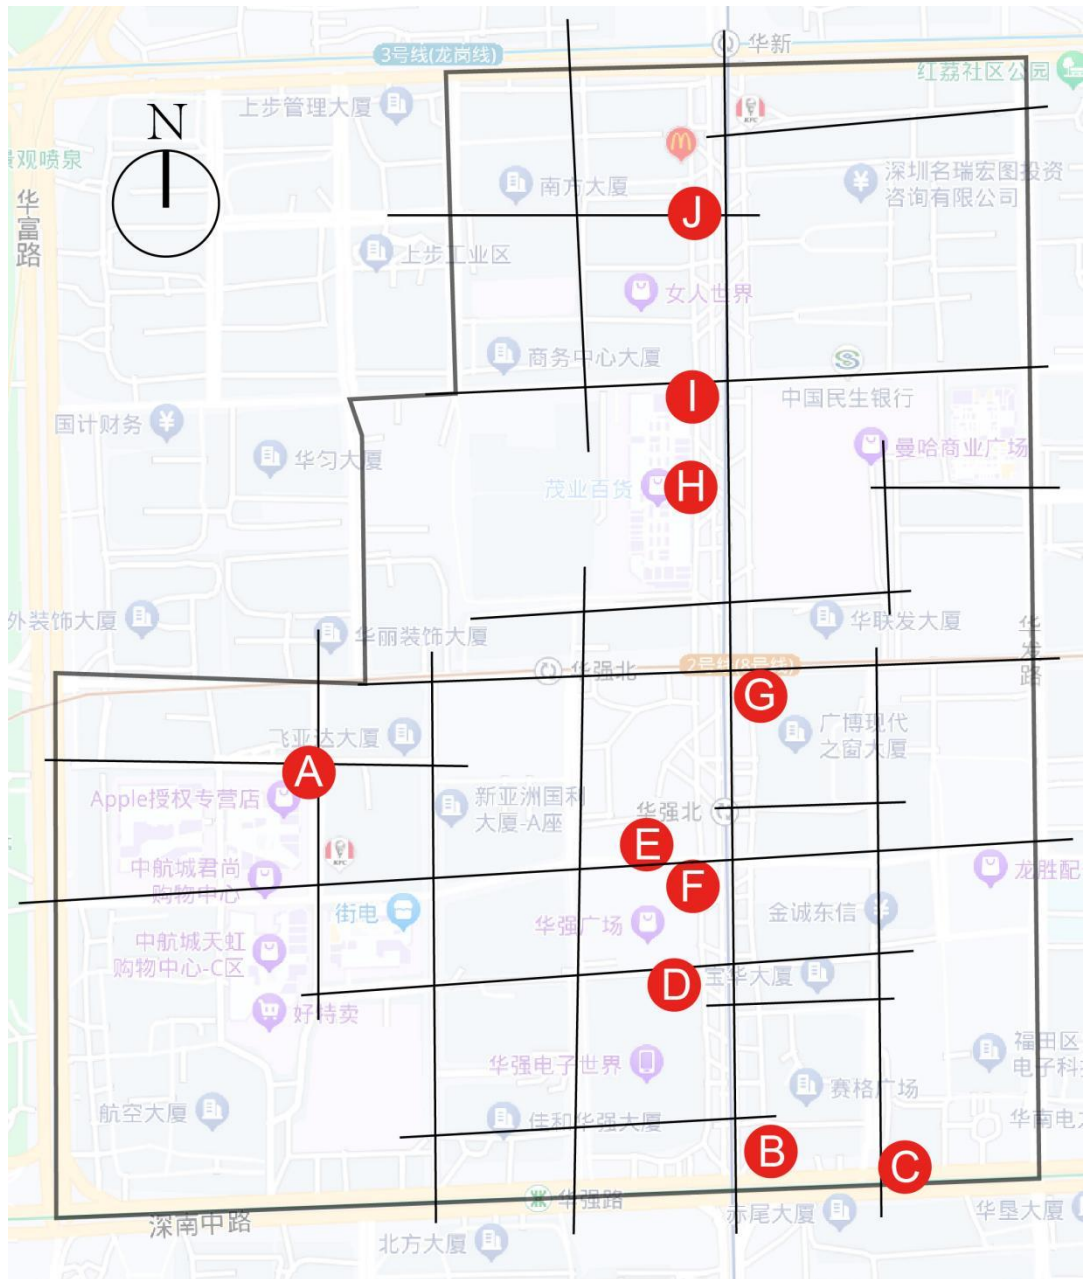 3号线(龙岗线)
华新
红荔社区公园
上步管理大厦
KFC
N
景观喷泉
南方大厦
深圳名瑞宏图投资
咨询有限公司
华富路
J
上步工业区
女人世界
商务中心大厦
中国民生银行
I
国计财务
华匀大厦
曼哈商业广场
茂业百货
H
外装饰大厦
华丽装饰大厦
华联发大厦
华发路
华强北
2号线(8号线)
G
飞亚达大厦
广博现代
之窗大厦
A
Apple授权专营店
新亚洲国利
大厦-A座
华强北
E
KFC
中航城君尚
购物中心
龙胜配
F
街电
华强广场
金诚东信
中航城天虹
购物中心-C区
宝华大厦
D
好特卖
福田区
电子科
华强电子世界
赛格广场
航空大厦
佳和华强大厦
华南电
B
C
华强路
深南中路
赤尾大厦
华垦大厦
北方大厦